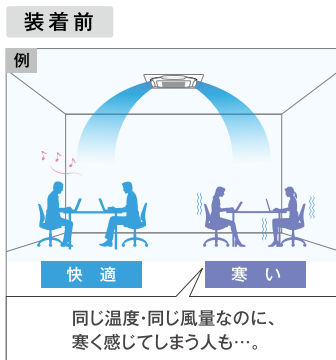 装着前
例
快適
寒い
同じ温度・同じ風量なのに、
寒く感じてしまう人も…。